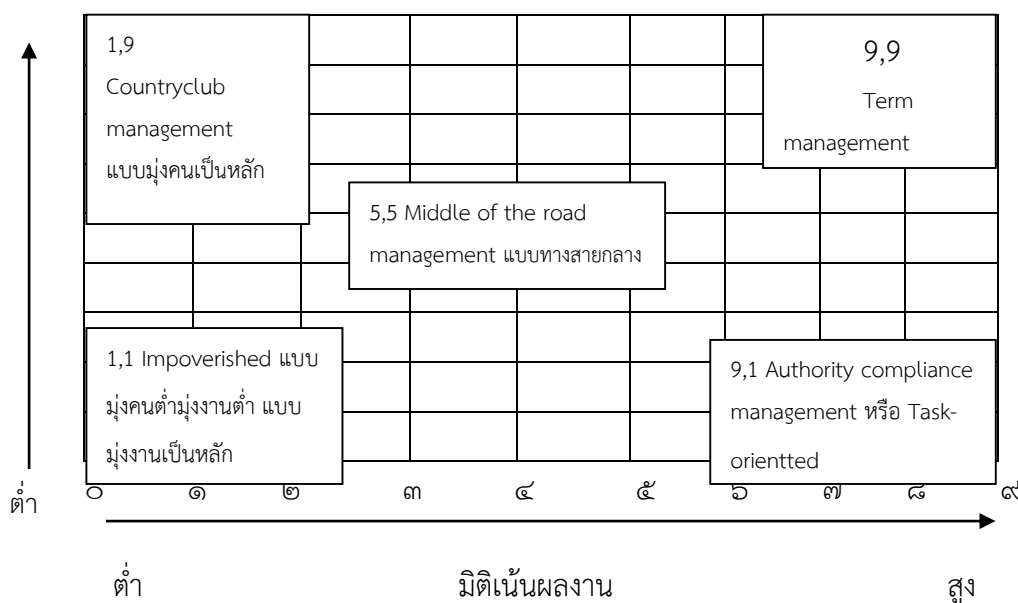 1,9
Countryclub
management
แบบมุ่งคนเป็นหลัก
9,9
Term
management
5,5 Middle of the road
management แบบทางสายกลาง
1,1 Impoverished แบบ
มุ่งคนต่ำมุ่งงานต่ำ แบบ
มุ่งงานเป็นหลัก
9,1 Authority compliance
management หรือ Task-
orientted
ต่ำ
๐ ๑ ๒ ๓ ๔ ๕ ๖ ๗ ๘ ๙
ต่ำ มิติเน้นผลงาน สูง